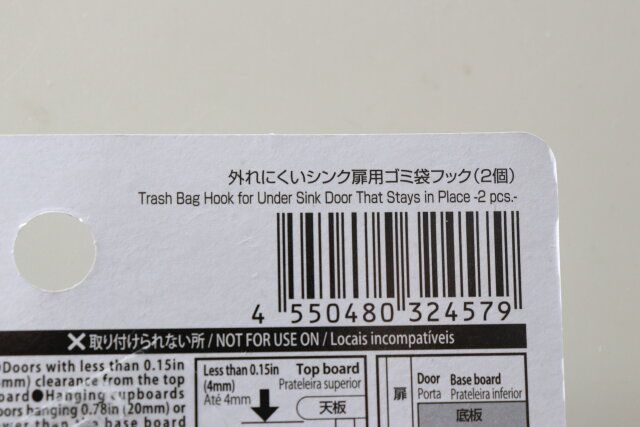 外れにくいシンク扉用ゴミ袋フック(2個)
Trash Bag Hook for Under Sink Door That Stays in Place -2 pcs.-
4 550480 324579
取り付けられない所 / NOT FOR USE ON / Locais incompatíveis
Doors with less than 0.15in
clearance from the top
board●Hanging cupboards
hanging 0.78in (20mm) or
base board
Less than 0.15in
(4mm)
Até 4mm
Top board
Prateleira superior
天板
扉
Door
Porta
Base board
Prateleira inferior
底板